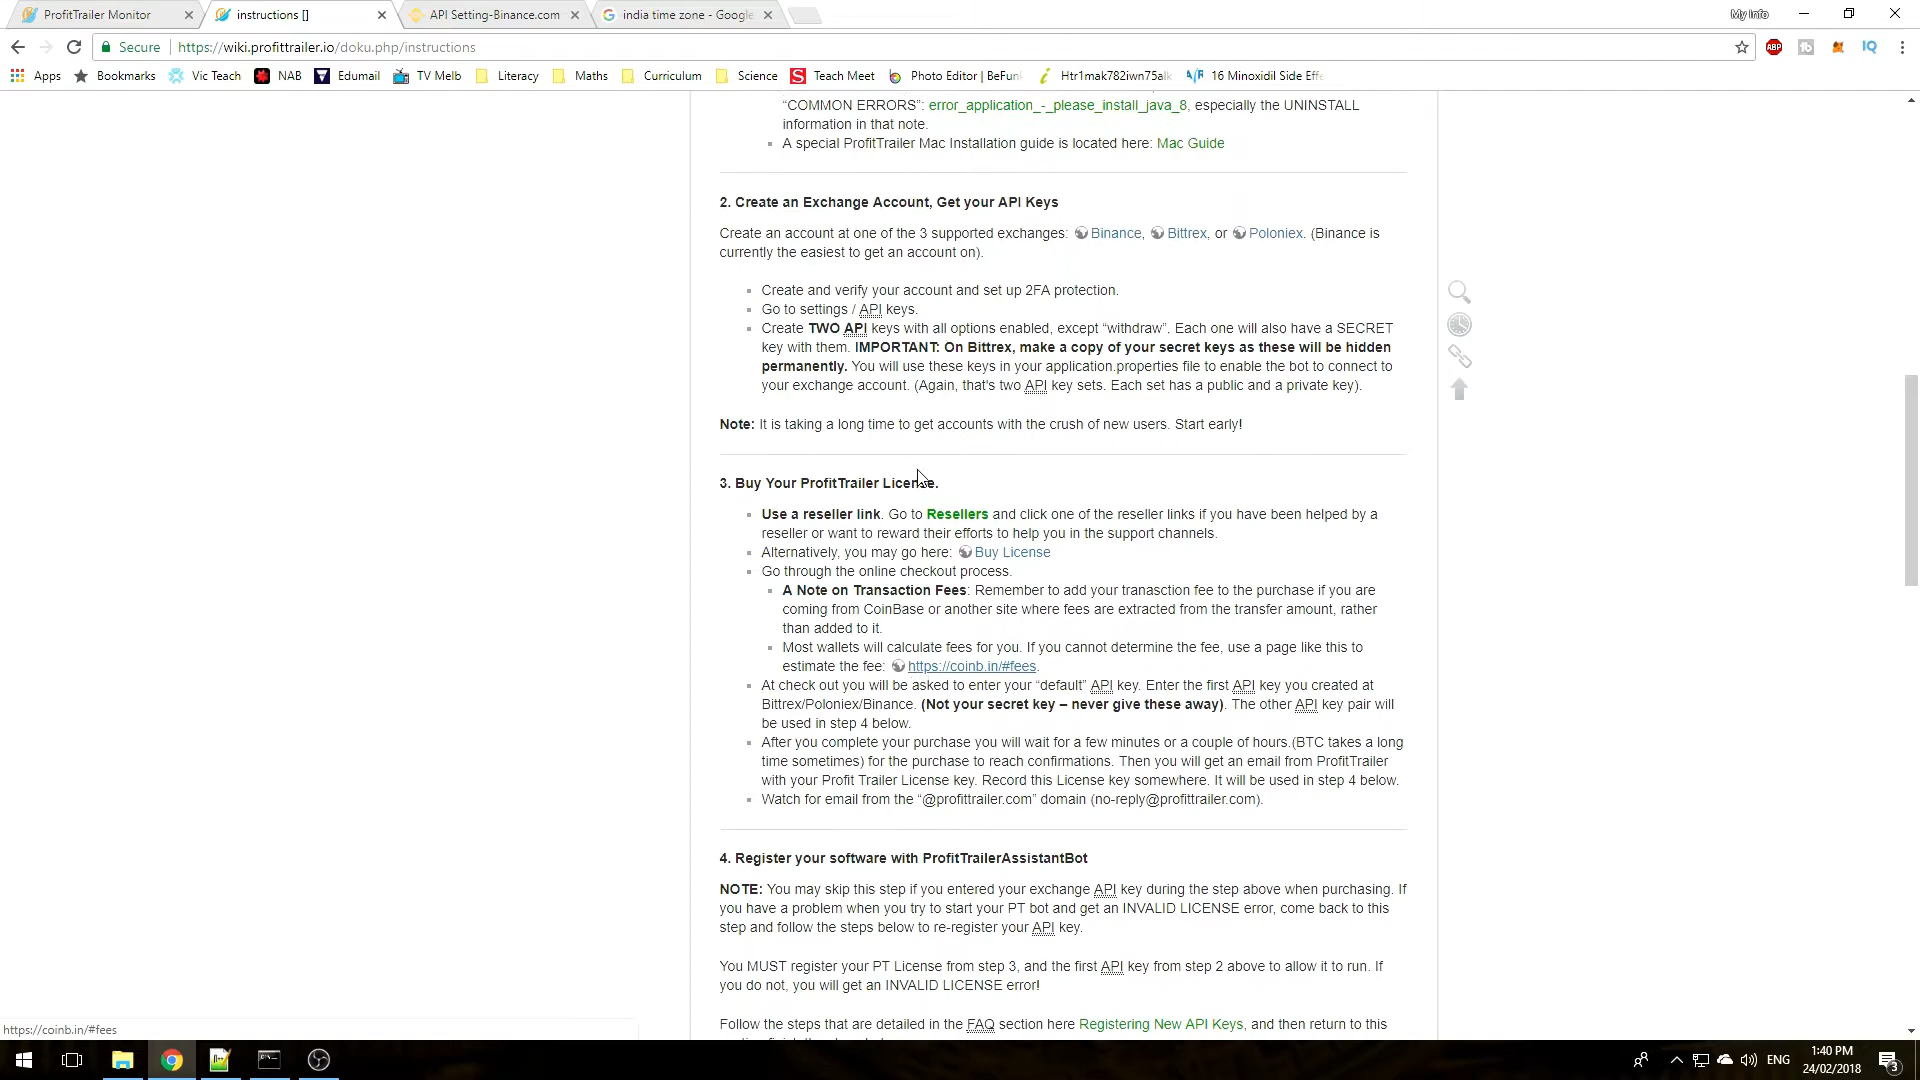 ProfitTrailer Monitor
instructions []
API Setting-Binance.com
india time zone - Google
My Info
Secure
https://wiki.profittrailer.io/doku.php/instructions
ABP
IQ
Apps
Bookmarks
Vic Teach
NAB
Edumail
TV Melb
Literacy
Maths
Curriculum
Science
Teach Meet
Photo Editor | BeFun
Htr1mak782iwn75alk
16 Minoxidil Side Effe
“COMMON ERRORS”: error_application_-_please_install_java_8, especially the UNINSTALL
information in that note.
A special ProfitTrailer Mac Installation guide is located here: Mac Guide
2. Create an Exchange Account, Get your API Keys
Create an account at one of the 3 supported exchanges: Binance, Bittrex, or Poloniex. (Binance is
currently the easiest to get an account on).
Create and verify your account and set up 2FA protection.
Go to settings / API keys.
Create TWO API keys with all options enabled, except “withdraw”. Each one will also have a SECRET
key with them. IMPORTANT: On Bittrex, make a copy of your secret keys as these will be hidden
permanently. You will use these keys in your application.properties file to enable the bot to connect to
your exchange account. (Again, that's two API key sets. Each set has a public and a private key).
Note: It is taking a long time to get accounts with the crush of new users. Start early!
3. Buy Your ProfitTrailer License.
Use a reseller link. Go to Resellers and click one of the reseller links if you have been helped by a
reseller or want to reward their efforts to help you in the support channels.
Alternatively, you may go here: Buy License
Go through the online checkout process.
A Note on Transaction Fees: Remember to add your tranasction fee to the purchase if you are
coming from CoinBase or another site where fees are extracted from the transfer amount, rather
than added to it.
Most wallets will calculate fees for you. If you cannot determine the fee, use a page like this to
estimate the fee: https://coinb.in/#fees.
At check out you will be asked to enter your “default” API key. Enter the first API key you created at
Bittrex/Poloniex/Binance. (Not your secret key – never give these away). The other API key pair will
be used in step 4 below.
After you complete your purchase you will wait for a few minutes or a couple of hours.(BTC takes a long
time sometimes) for the purchase to reach confirmations. Then you will get an email from ProfitTrailer
with your Profit Trailer License key. Record this License key somewhere. It will be used in step 4 below.
Watch for email from the “@profittrailer.com” domain (no-reply@profittrailer.com).
4. Register your software with ProfitTrailerAssistantBot
NOTE: You may skip this step if you entered your exchange API key during the step above when purchasing. If
you have a problem when you try to start your PT bot and get an INVALID LICENSE error, come back to this
step and follow the steps below to re-register your API key.
You MUST register your PT License from step 3, and the first API key from step 2 above to allow it to run. If
you do not, you will get an INVALID LICENSE error!
Follow the steps that are detailed in the FAQ section here Registering New API Keys, and then return to this
https://coinb.in/#fees
ENG
1:40 PM
24/02/2018
3